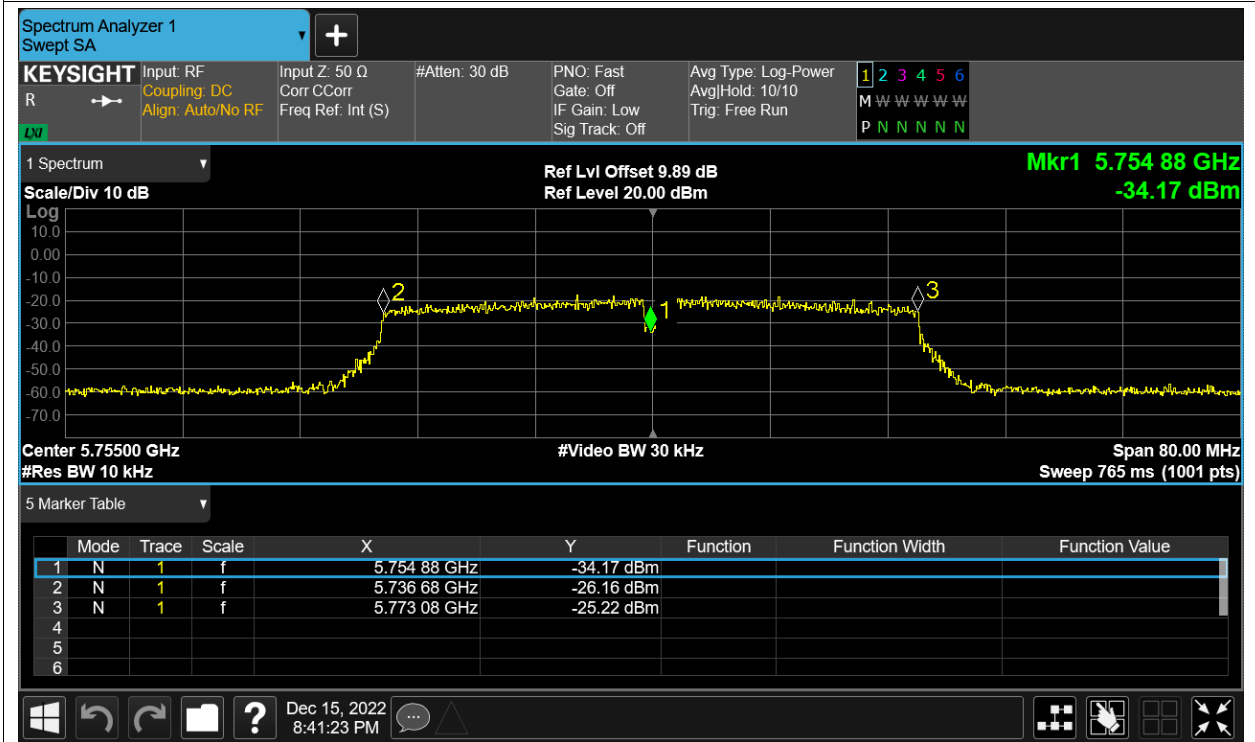 Spectrum Analyzer 1
Swept SA
+
KEYSIGHT
R
LXI
Input: RF
Coupling: DC
Align: Auto/No RF
Input Z: 50 Ω
Corr CCorr
Freq Ref: Int (S)
#Atten: 30 dB
PNO: Fast
Gate: Off
IF Gain: Low
Sig Track: Off
Avg Type: Log-Power
Avg|Hold: 10/10
Trig: Free Run
1 2 3 4 5 6
M W W W W W
P N N N N N
1 Spectrum
Scale/Div 10 dB
Ref Lvl Offset 9.89 dB
Ref Level 20.00 dBm
Mkr1 5.754 88 GHz
-34.17 dBm
Log
10.0
0.00
-10.0
-20.0
-30.0
-40.0
-50.0
-60.0
-70.0
2
1
3
Center 5.75500 GHz
#Res BW 10 kHz
#Video BW 30 kHz
Span 80.00 MHz
Sweep 765 ms (1001 pts)
5 Marker Table
Mode Trace Scale X Y Function Function Width Function Value
1 N 1 f 5.754 88 GHz -34.17 dBm
2 N 1 f 5.736 68 GHz -26.16 dBm
3 N 1 f 5.773 08 GHz -25.22 dBm
4
5
6
?
Dec 15, 2022
8:41:23 PM